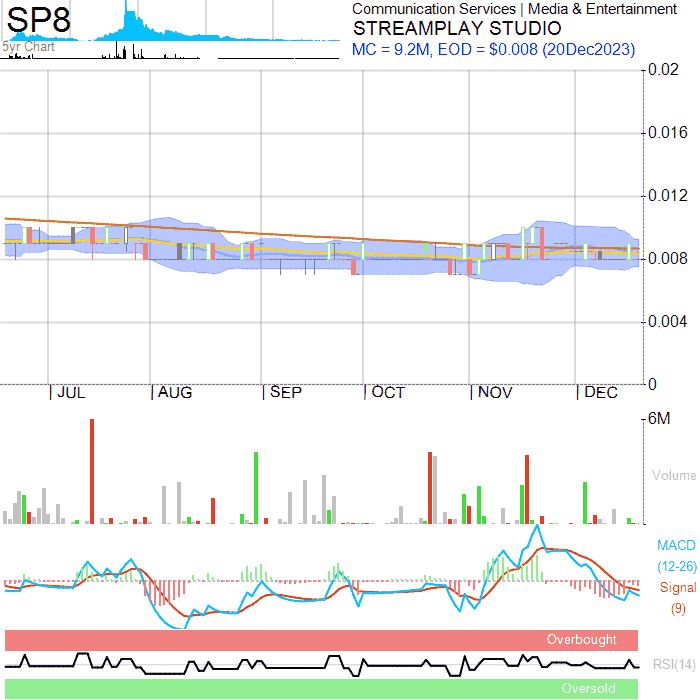 SP8
5yr Chart
Communication Services | Media & Entertainment
STREAMPLAY STUDIO
MC = 9.2M, EOD = $0.008 (20Dec2023)
0.02
0.016
0.012
0.008
0.004
0
JUL AUG SEP OCT NOV DEC
6M
Volume
MACD
(12-26)
Signal
(9)
Overbought
RSI(14)
Oversold